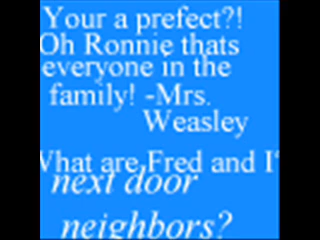 Your a prefect?!
Oh Ronnie thats
everyone in the
family! -Mrs.
Weasley
What are Fred and I?
next door
neighbors?